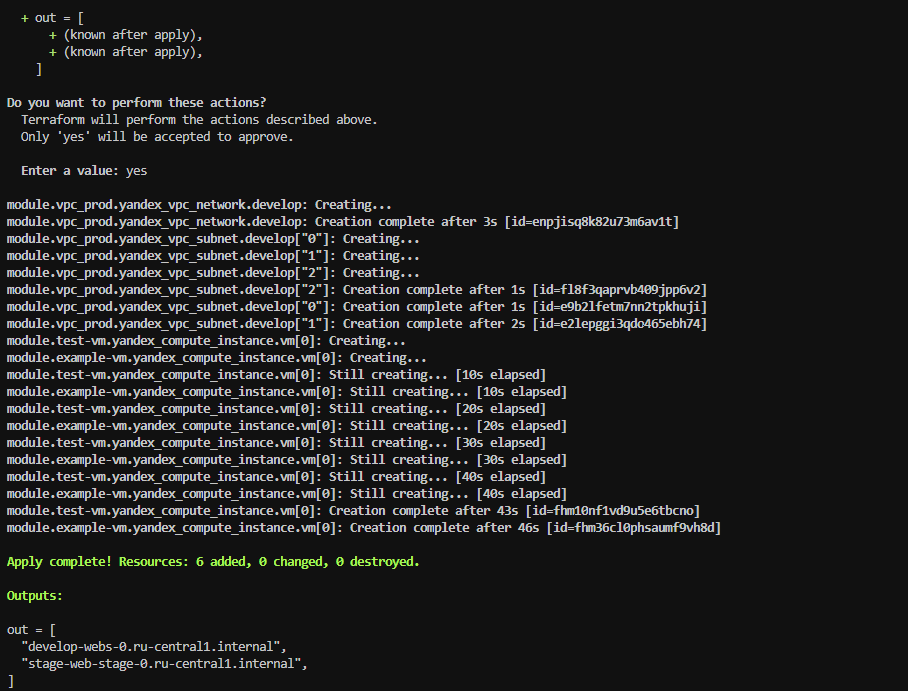 + out = [
+ (known after apply),
+ (known after apply),
]
Do you want to perform these actions?
Terraform will perform the actions described above.
Only 'yes' will be accepted to approve.
Enter a value: yes
module.vpc_prod.yandex_vpc_network.develop: Creating...
module.vpc_prod.yandex_vpc_network.develop: Creation complete after 3s [id=enpjisq8k82u73m6av1t]
module.vpc_prod.yandex_vpc_subnet.develop["0"]: Creating...
module.vpc_prod.yandex_vpc_subnet.develop["1"]: Creating...
module.vpc_prod.yandex_vpc_subnet.develop["2"]: Creating...
module.vpc_prod.yandex_vpc_subnet.develop["2"]: Creation complete after 1s [id=fl8f3qaprvb409jpp6v2]
module.vpc_prod.yandex_vpc_subnet.develop["0"]: Creation complete after 1s [id=e9b2lfetm7nn2tpkhuji]
module.vpc_prod.yandex_vpc_subnet.develop["1"]: Creation complete after 2s [id=e2lepggi3qdo465ebh74]
module.test-vm.yandex_compute_instance.vm[0]: Creating...
module.example-vm.yandex_compute_instance.vm[0]: Creating...
module.test-vm.yandex_compute_instance.vm[0]: Still creating... [10s elapsed]
module.example-vm.yandex_compute_instance.vm[0]: Still creating... [10s elapsed]
module.test-vm.yandex_compute_instance.vm[0]: Still creating... [20s elapsed]
module.example-vm.yandex_compute_instance.vm[0]: Still creating... [20s elapsed]
module.test-vm.yandex_compute_instance.vm[0]: Still creating... [30s elapsed]
module.example-vm.yandex_compute_instance.vm[0]: Still creating... [30s elapsed]
module.test-vm.yandex_compute_instance.vm[0]: Still creating... [40s elapsed]
module.example-vm.yandex_compute_instance.vm[0]: Still creating... [40s elapsed]
module.test-vm.yandex_compute_instance.vm[0]: Creation complete after 43s [id=fhm10nf1vd9u5e6tbcno]
module.example-vm.yandex_compute_instance.vm[0]: Creation complete after 46s [id=fhm36cl0phsaumf9vh8d]
Apply complete! Resources: 6 added, 0 changed, 0 destroyed.
Outputs:
out = [
"develop-webs-0.ru-central1.internal",
"stage-web-stage-0.ru-central1.internal",
]